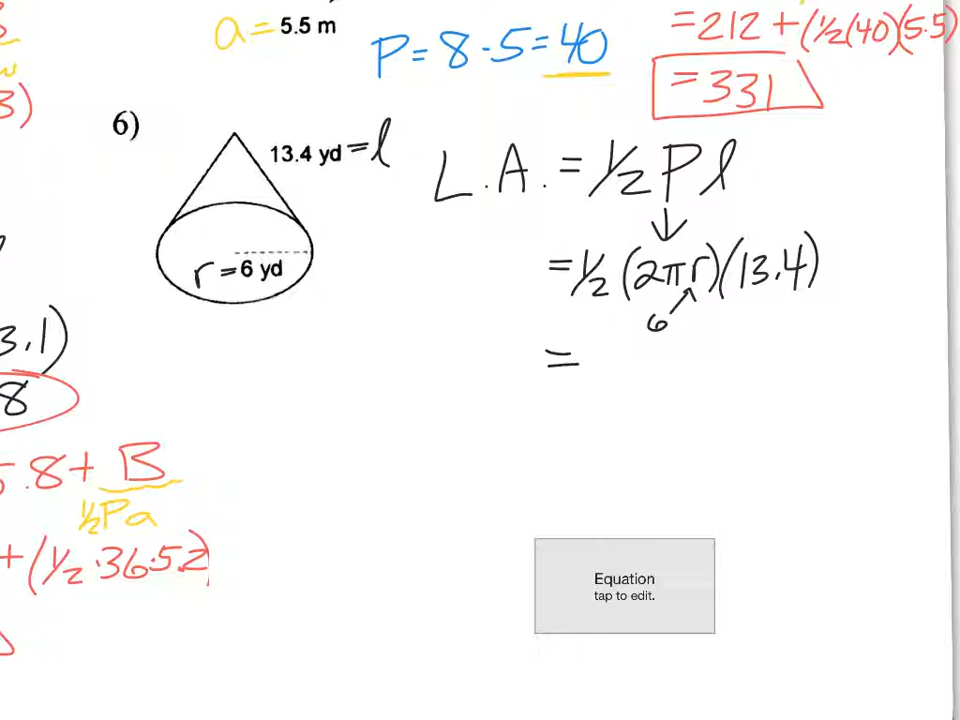 a = 5.5 m
P = 8 · 5 = 40
= 212 + (½(40)(5.5)
= 331
3)
6)
13.4 yd = l
L.A. = ½ P l
r = 6 yd
= ½ (2πr)(13.4)
6
=
3.1)
8
5.8 + B
½Pa
+ (½ · 36 · 5.2)
Equation
tap to edit.